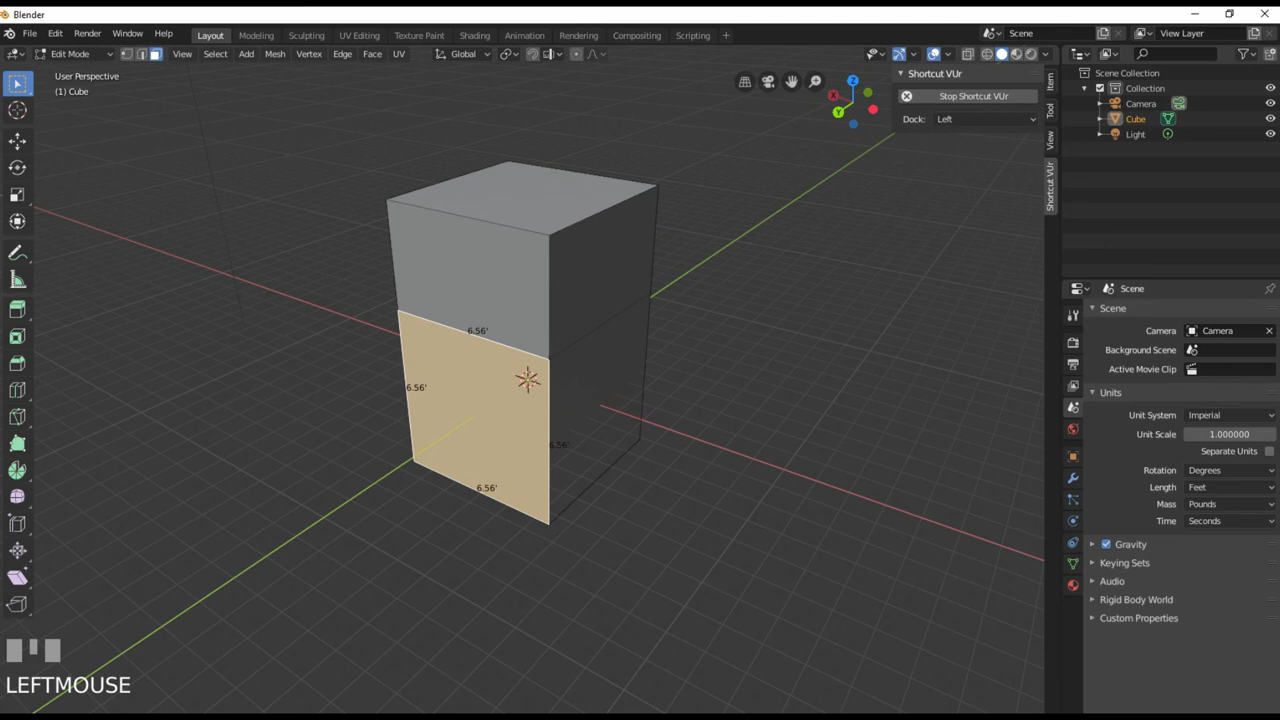 Blender
File Edit Render Window Help
Layout Modeling Sculpting UV Editing Texture Paint Shading Animation Rendering Compositing Scripting +
Scene
View Layer
Edit Mode
View Select Add Mesh Vertex Edge Face UV
Global
User Perspective
(1) Cube
X
Y
Z
Shortcut VUr
Stop Shortcut VUr
Dock: Left
Item
Tool
View
Shortcut VUr
Scene Collection
Collection
Camera
Cube
Light
6.56'
6.56'
6.56'
6.56'
Scene
Scene
Camera Camera
Background Scene
Active Movie Clip
Units
Unit System Imperial
Unit Scale 1.000000
Separate Units
Rotation Degrees
Length Feet
Mass Pounds
Time Seconds
Gravity
Keying Sets
Audio
Rigid Body World
Custom Properties
LEFTMOUSE